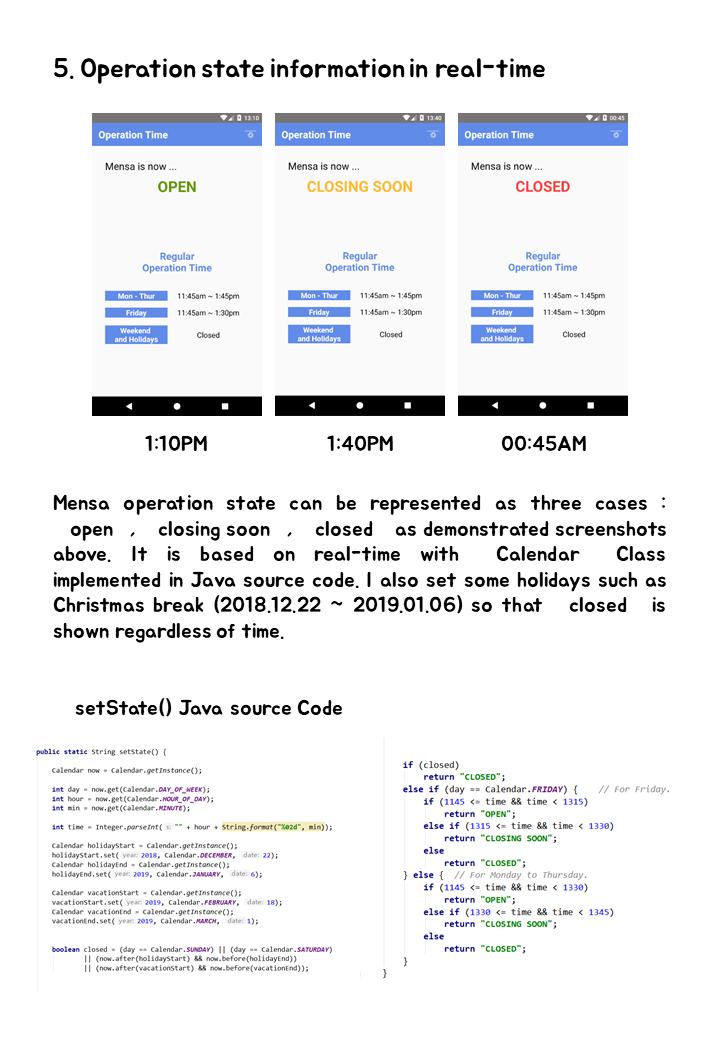 5. Operation state information in real-time
13:10
Operation Time
Mensa is now ...
OPEN
Regular
Operation Time
Mon - Thur 11:45am ~ 1:45pm
Friday 11:45am ~ 1:30pm
Weekend
and Holidays Closed
13:40
Operation Time
Mensa is now ...
CLOSING SOON
Regular
Operation Time
Mon - Thur 11:45am ~ 1:45pm
Friday 11:45am ~ 1:30pm
Weekend
and Holidays Closed
00:45
Operation Time
Mensa is now ...
CLOSED
Regular
Operation Time
Mon - Thur 11:45am ~ 1:45pm
Friday 11:45am ~ 1:30pm
Weekend
and Holidays Closed
1:10PM 1:40PM 00:45AM
Mensa operation state can be represented as three cases :
open , closing soon , closed as demonstrated screenshots
above. It is based on real-time with Calendar Class
implemented in Java source code. I also set some holidays such as
Christmas break (2018.12.22 ~ 2019.01.06) so that closed is
shown regardless of time.
setState() Java source Code
public static String setState() {
Calendar now = Calendar.getInstance();
int day = now.get(Calendar.DAY_OF_WEEK);
int hour = now.get(Calendar.HOUR_OF_DAY);
int min = now.get(Calendar.MINUTE);
int time = Integer.parseInt( s: "" + hour + String.format("%02d", min));
Calendar holidayStart = Calendar.getInstance();
holidayStart.set( year: 2018, Calendar.DECEMBER, date: 22);
Calendar holidayEnd = Calendar.getInstance();
holidayEnd.set( year: 2019, Calendar.JANUARY, date: 6);
Calendar vacationStart = Calendar.getInstance();
vacationStart.set( year: 2019, Calendar.FEBRUARY, date: 18);
Calendar vacationEnd = Calendar.getInstance();
vacationEnd.set( year: 2019, Calendar.MARCH, date: 1);
boolean closed = (day == Calendar.SUNDAY) || (day == Calendar.SATURDAY)
|| (now.after(holidayStart) && now.before(holidayEnd))
|| (now.after(vacationStart) && now.before(vacationEnd));
if (closed)
return "CLOSED";
else if (day == Calendar.FRIDAY) { // For Friday.
if (1145 <= time && time < 1315)
return "OPEN";
else if (1315 <= time && time < 1330)
return "CLOSING SOON";
else
return "CLOSED";
} else { // For Monday to Thursday.
if (1145 <= time && time < 1330)
return "OPEN";
else if (1330 <= time && time < 1345)
return "CLOSING SOON";
else
return "CLOSED";
}
}